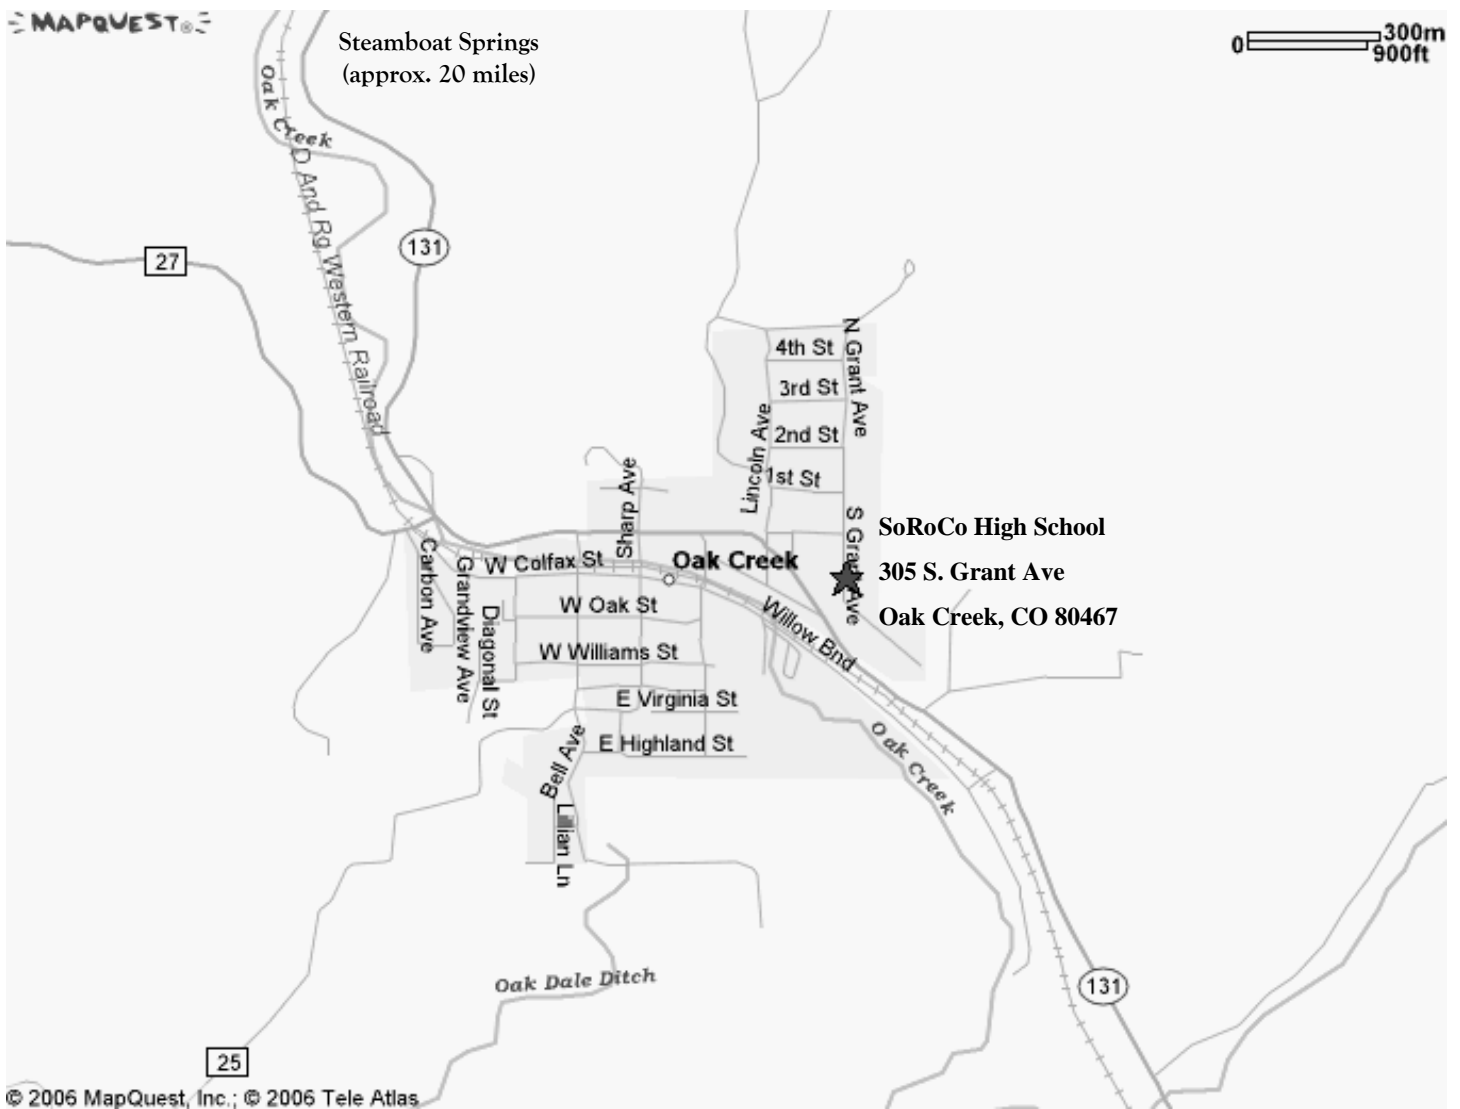 MAPQUEST®
Steamboat Springs
(approx. 20 miles)
0
300m
900ft
Oak Creek
D And Rg Western Railroad
131
27
N Grant Ave
4th St
3rd St
2nd St
1st St
Lincoln Ave
Sharp Ave
S Grant Ave
SoRoCo High School
305 S. Grant Ave
Oak Creek, CO 80467
Oak Creek
W Colfax St
Carbon Ave
Grandview Ave
Diagonal St
W Oak St
Willow Bnd
W Williams St
E Virginia St
E Highland St
Bell Ave
Lillian Ln
Oak Creek
Oak Dale Ditch
131
25
© 2006 MapQuest, Inc.; © 2006 Tele Atlas